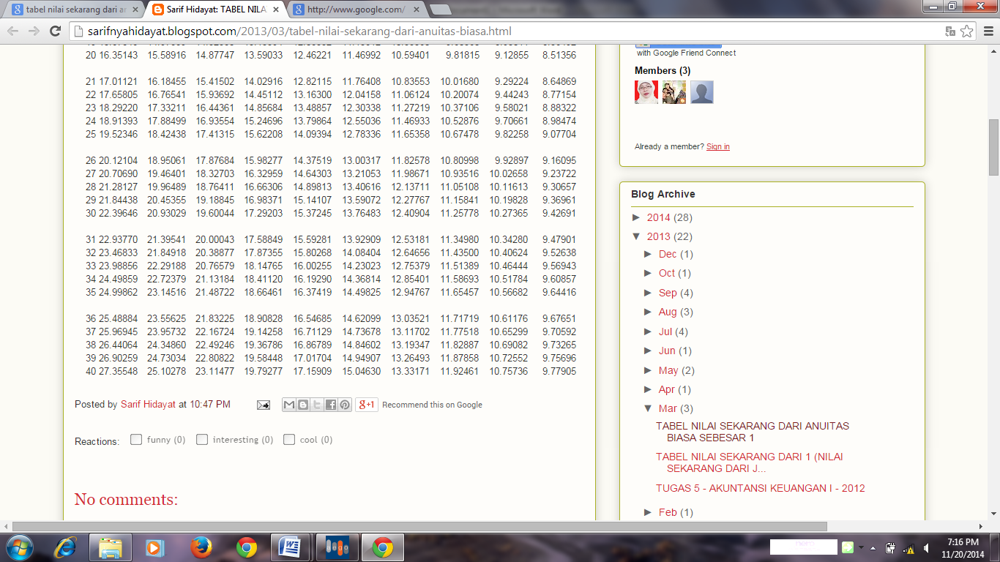 tabel nilai sekarang dari an
Sarif Hidayat: TABEL NILA
http://www.google.com/
sarifnyahidayat.blogspot.com/2013/03/tabel-nilai-sekarang-dari-anuitas-biasa.html
20 16.35143 15.58916 14.87747 13.59033 12.46221 11.46992 10.59401 9.81815 9.12855 8.51356
21 17.01121 16.18455 15.41502 14.02916 12.82115 11.76408 10.83553 10.01680 9.29224 8.64869
22 17.65805 16.76541 15.93692 14.45112 13.16300 12.04158 11.06124 10.20074 9.44243 8.77154
23 18.29220 17.33211 16.44361 14.85684 13.48857 12.30338 11.27219 10.37106 9.58021 8.88322
24 18.91393 17.88499 16.93554 15.24696 13.79864 12.55036 11.46933 10.52876 9.70661 8.98474
25 19.52346 18.42438 17.41315 15.62208 14.09394 12.78336 11.65358 10.67478 9.82258 9.07704
26 20.12104 18.95061 17.87684 15.98277 14.37519 13.00317 11.82578 10.80998 9.92897 9.16095
27 20.70690 19.46401 18.32703 16.32959 14.64303 13.21053 11.98671 10.93516 10.02658 9.23722
28 21.28127 19.96489 18.76411 16.66306 14.89813 13.40616 12.13711 11.05108 10.11613 9.30657
29 21.84438 20.45355 19.18845 16.98371 15.14107 13.59072 12.27767 11.15841 10.19828 9.36961
30 22.39646 20.93029 19.60044 17.29203 15.37245 13.76483 12.40904 11.25778 10.27365 9.42691
31 22.93770 21.39541 20.00043 17.58849 15.59281 13.92909 12.53181 11.34980 10.34280 9.47901
32 23.46833 21.84918 20.38877 17.87355 15.80268 14.08404 12.64656 11.43500 10.40624 9.52638
33 23.98856 22.29188 20.76579 18.14765 16.00255 14.23023 12.75379 11.51389 10.46444 9.56943
34 24.49859 22.72379 21.13184 18.41120 16.19290 14.36814 12.85401 11.58693 10.51784 9.60857
35 24.99862 23.14516 21.48722 18.66461 16.37419 14.49825 12.94767 11.65457 10.56682 9.64416
36 25.48884 23.55625 21.83225 18.90828 16.54685 14.62099 13.03521 11.71719 10.61176 9.67651
37 25.96945 23.95732 22.16724 19.14258 16.71129 14.73678 13.11702 11.77518 10.65299 9.70592
38 26.44064 24.34860 22.49246 19.36786 16.86789 14.84602 13.19347 11.82887 10.69082 9.73265
39 26.90259 24.73034 22.80822 19.58448 17.01704 14.94907 13.26493 11.87858 10.72552 9.75696
40 27.35548 25.10278 23.11477 19.79277 17.15909 15.04630 13.33171 11.92461 10.75736 9.77905
Posted by Sarif Hidayat at 10:47 PM
+1 Recommend this on Google
Reactions: funny (0) interesting (0) cool (0)
No comments:
with Google Friend Connect
Members (3)
Already a member? Sign in
Blog Archive
► 2014 (28)
▼ 2013 (22)
► Dec (1)
► Oct (1)
► Sep (4)
► Aug (3)
► Jul (4)
► Jun (1)
► May (2)
► Apr (1)
▼ Mar (3)
TABEL NILAI SEKARANG DARI ANUITAS
BIASA SEBESAR 1
TABEL NILAI SEKARANG DARI 1 (NILAI
SEKARANG DARI J...
TUGAS 5 - AKUNTANSI KEUANGAN I - 2012
► Feb (1)
7:16 PM
11/20/2014